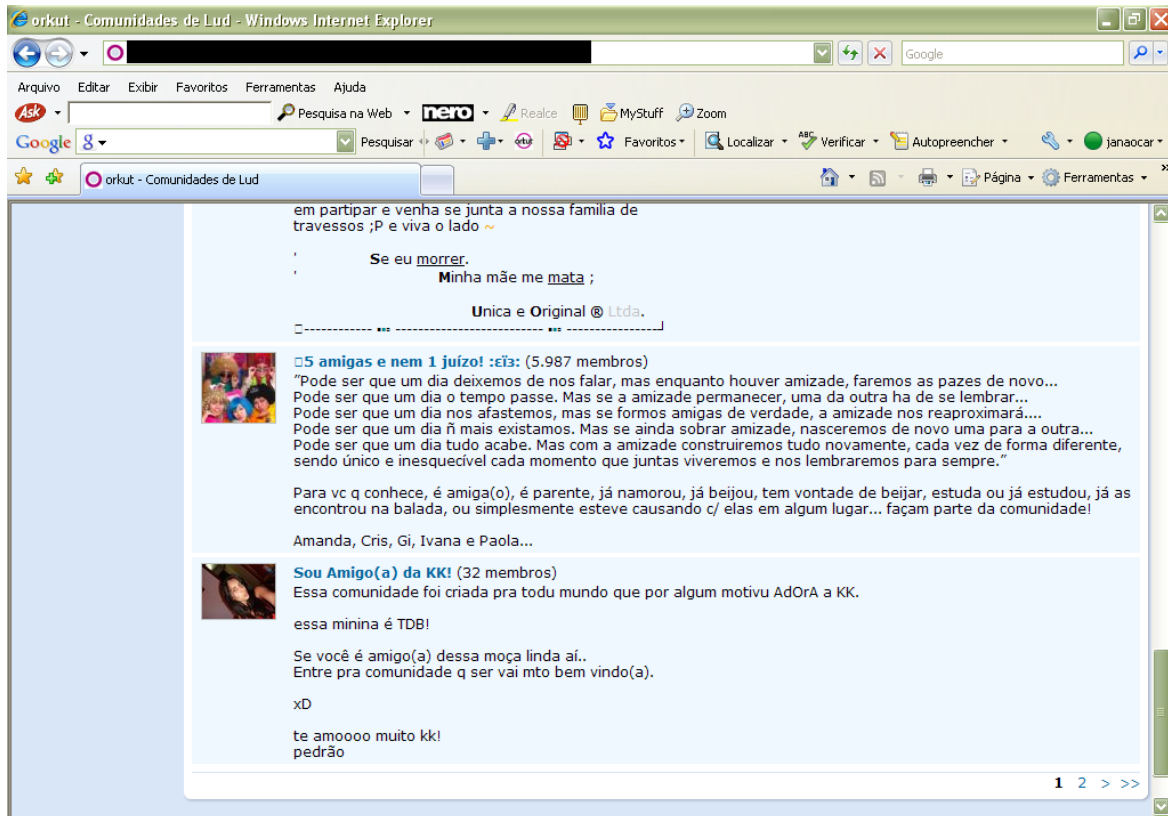 orkut - Comunidades de Lud - Windows Internet Explorer
Google
Arquivo Editar Exibir Favoritos Ferramentas Ajuda
Ask Pesquisa na Web nero Realce MyStuff Zoom
Google Pesquisar orkut Favoritos Localizar Verificar Autopreencher janaocar
orkut - Comunidades de Lud Página Ferramentas »
em partipar e venha se junta a nossa familia de
travessos ;P e viva o lado ~
' Se eu morrer.
' Minha mãe me mata ;
Unica e Original ® Ltda.
□5 amigas e nem 1 juízo! :εïз: (5.987 membros)
"Pode ser que um dia deixemos de nos falar, mas enquanto houver amizade, faremos as pazes de novo...
Pode ser que um dia o tempo passe. Mas se a amizade permanecer, uma da outra ha de se lembrar...
Pode ser que um dia nos afastemos, mas se formos amigas de verdade, a amizade nos reaproximará....
Pode ser que um dia ñ mais existamos. Mas se ainda sobrar amizade, nasceremos de novo uma para a outra...
Pode ser que um dia tudo acabe. Mas com a amizade construiremos tudo novamente, cada vez de forma diferente,
sendo único e inesquecível cada momento que juntas viveremos e nos lembraremos para sempre."
Para vc q conhece, é amiga(o), é parente, já namorou, já beijou, tem vontade de beijar, estuda ou já estudou, já as
encontrou na balada, ou simplesmente esteve causando c/ elas em algum lugar... façam parte da comunidade!
Amanda, Cris, Gi, Ivana e Paola...
Sou Amigo(a) da KK! (32 membros)
Essa comunidade foi criada pra todu mundo que por algum motivu AdOrA a KK.
essa minina é TDB!
Se você é amigo(a) dessa moça linda aí..
Entre pra comunidade q ser vai mto bem vindo(a).
xD
te amoooo muito kk!
pedrão
1 2 > >>